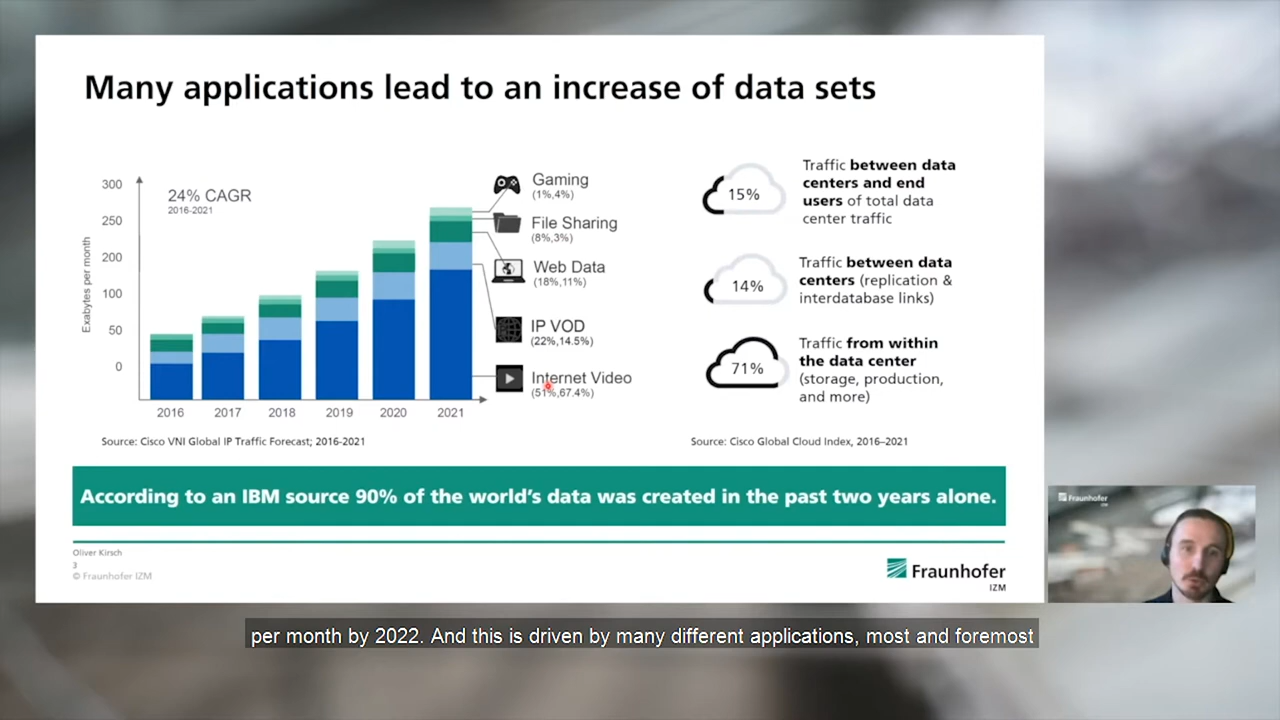 Many applications lead to an increase of data sets
300
250
200
100
50
0
Exabytes per month
24% CAGR
2016-2021
2016 2017 2018 2019 2020 2021
Gaming
(1%,4%)
File Sharing
(8%,3%)
Web Data
(18%,11%)
IP VOD
(22%,14.5%)
Internet Video
(51%,67.4%)
Source: Cisco VNI Global IP Traffic Forecast; 2016-2021
15%
Traffic between data
centers and end
users of total data
center traffic
14%
Traffic between data
centers (replication &
interdatabase links)
71%
Traffic from within
the data center
(storage, production,
and more)
Source: Cisco Global Cloud Index, 2016–2021
According to an IBM source 90% of the world's data was created in the past two years alone.
Oliver Kirsch
3
© Fraunhofer IZM
Fraunhofer
IZM
Fraunhofer
IZM
per month by 2022. And this is driven by many different applications, most and foremost